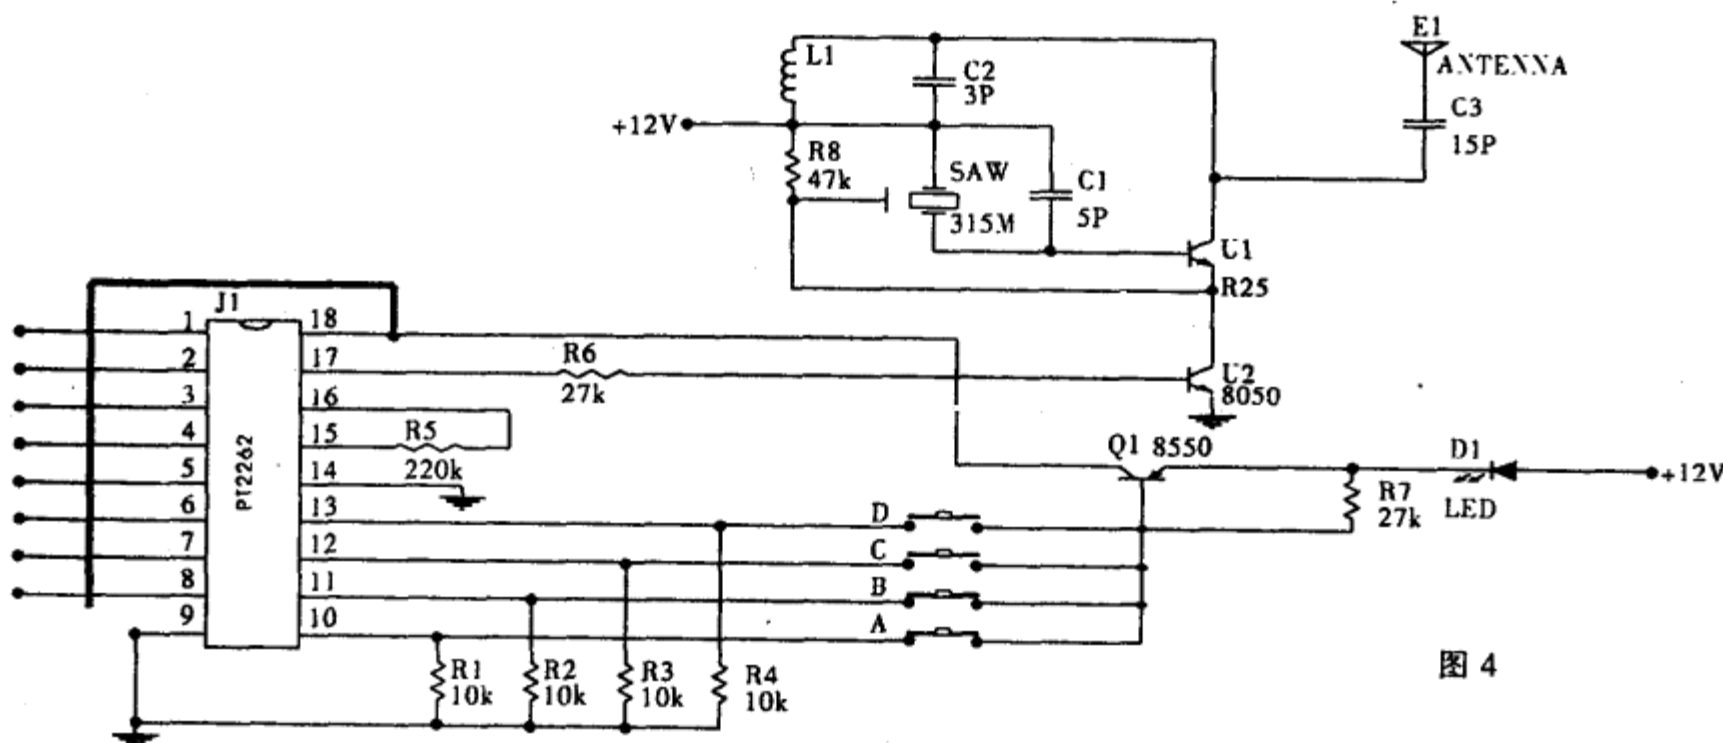 E1
ANTENNA
L1
C2
3P
C3
15P
+12V
R8
47k
SAW
315M
C1
5P
U1
R25
J1
1
2
3
4
5
6
7
8
9
PT2262
18
17
16
15
14
13
12
11
10
R6
27k
U2
8050
R5
220k
Q1 8550
D1
+12V
LED
R7
27k
D
C
B
A
R1
10k
R2
10k
R3
10k
R4
10k
图 4